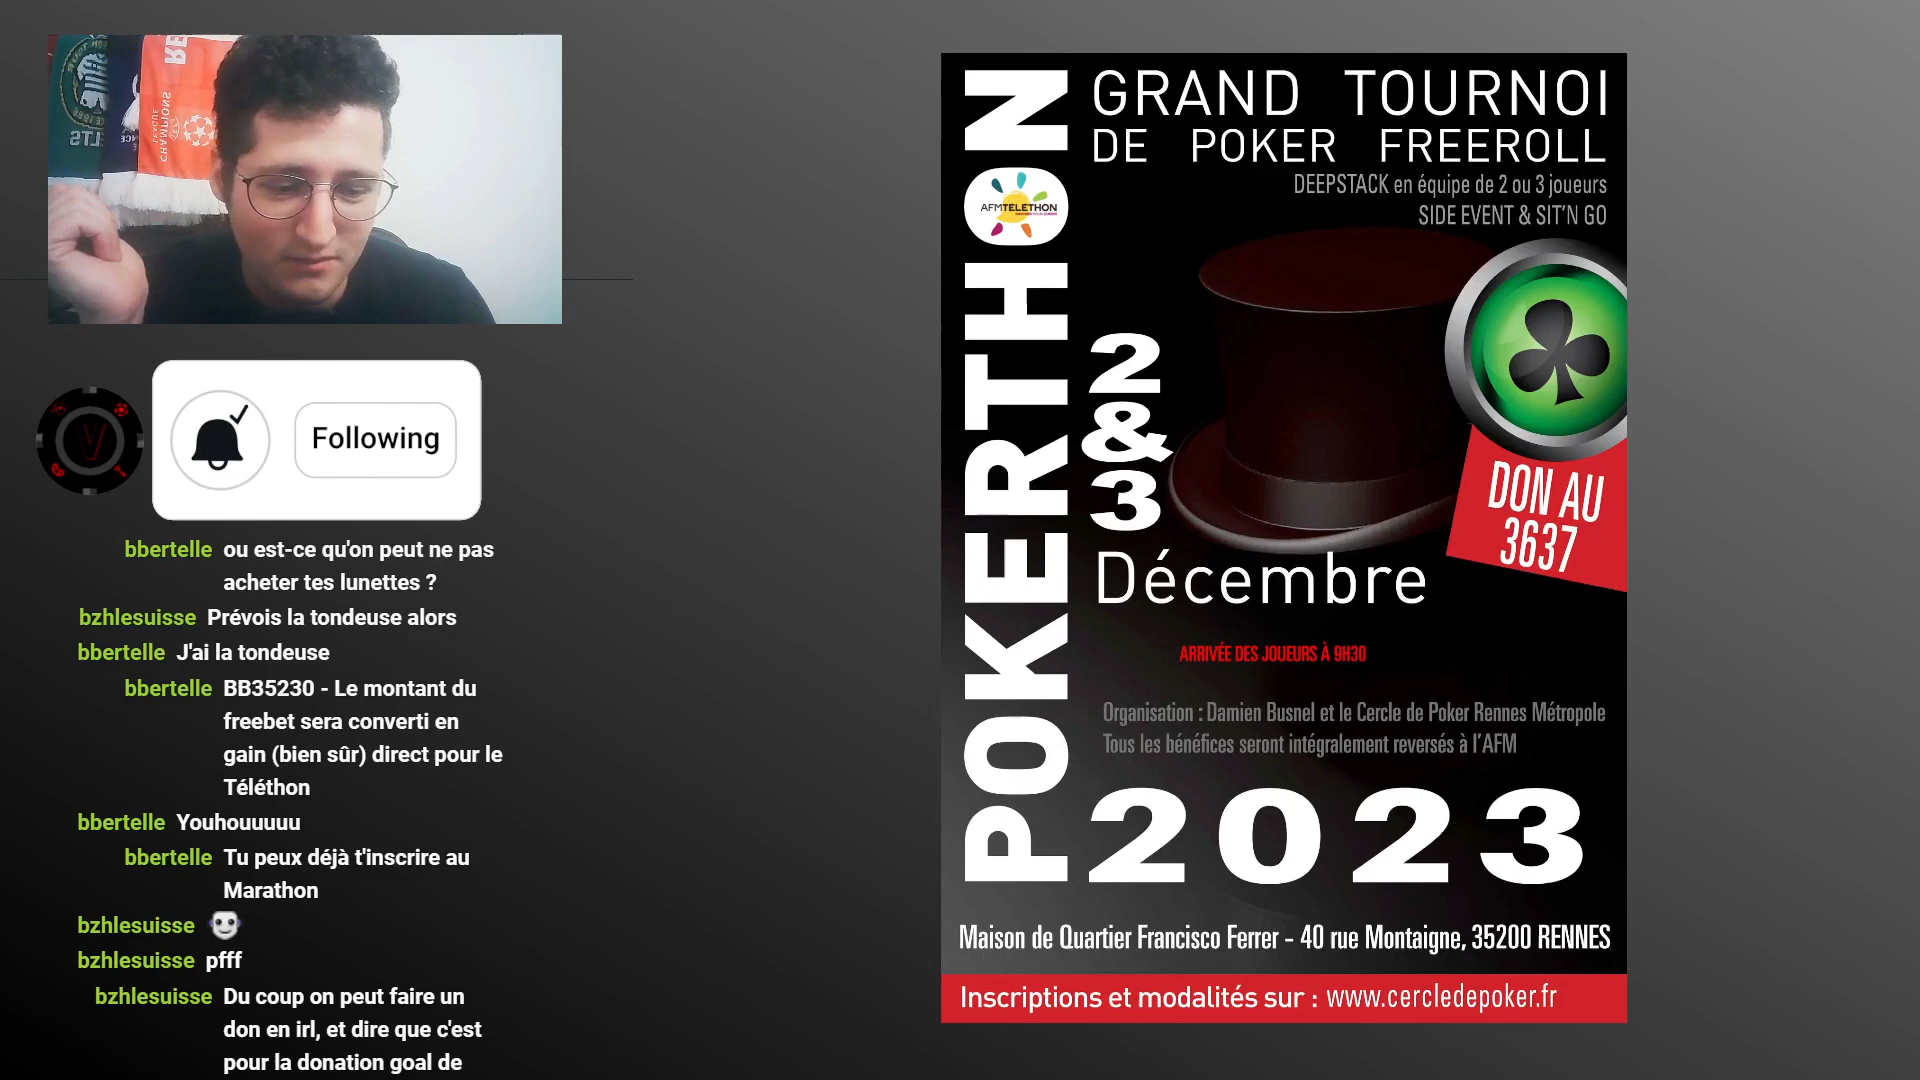 Following
bbertelle ou est-ce qu'on peut ne pas
acheter tes lunettes ?
bzhlesuisse Prévois la tondeuse alors
bbertelle J'ai la tondeuse
bbertelle BB35230 - Le montant du
freebet sera converti en
gain (bien sûr) direct pour le
Téléthon
bbertelle Youhouuuuu
bbertelle Tu peux déjà t'inscrire au
Marathon
bzhlesuisse
bzhlesuisse pfff
bzhlesuisse Du coup on peut faire un
don en irl, et dire que c'est
pour la donation goal de
POKERTHON
AFMTELETHON
GRAND TOURNOI
DE POKER FREEROLL
DEEPSTACK en équipe de 2 ou 3 joueurs
SIDE EVENT & SIT'N GO
2
&
3
Décembre
DON AU
3637
ARRIVÉE DES JOUEURS À 9H30
Organisation : Damien Busnel et le Cercle de Poker Rennes Métropole
Tous les bénéfices seront intégralement reversés à l'AFM
2023
Maison de Quartier Francisco Ferrer - 40 rue Montaigne, 35200 RENNES
Inscriptions et modalités sur : www.cercledepoker.fr
CHAMPIONS
LEAGUE
RE